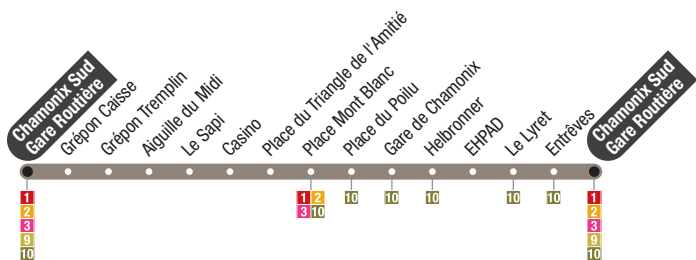 Chamonix Sud
Gare Routière
Grépon Caisse
Grépon Tremplin
Aiguille du Midi
Le Sapi
Casino
Place du Triangle de l'Amitié
Place Mont Blanc
Place du Poilu
Gare de Chamonix
Helbronner
EHPAD
Le Lyret
Entrêves
Chamonix Sud
Gare Routière
1
2
3
9
10
1 2
3 10
10
10
10
10
10
1
2
3
9
10